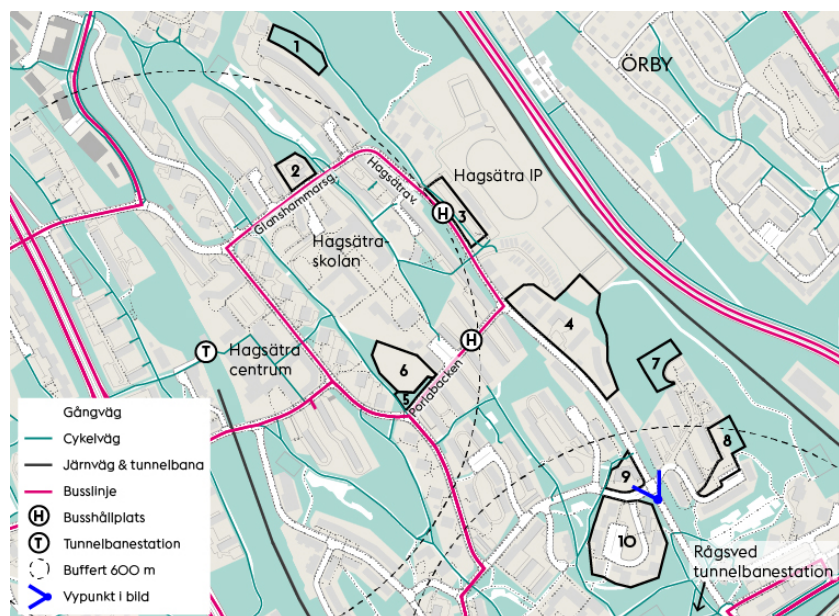 ÖRBY
1
2
Hagsätrav.
Glanshammarsg.
Hagsätra IP
H
3
Hagsätra-
skolan
4
T
Hagsätra
centrum
H
6
5
Porlabacken
7
8
9
10
Rågsved
tunnelbanestation
Gångväg
Cykelväg
Järnväg & tunnelbana
Busslinje
H Busshållplats
T Tunnelbanestation
Buffert 600 m
Vypunkt i bild